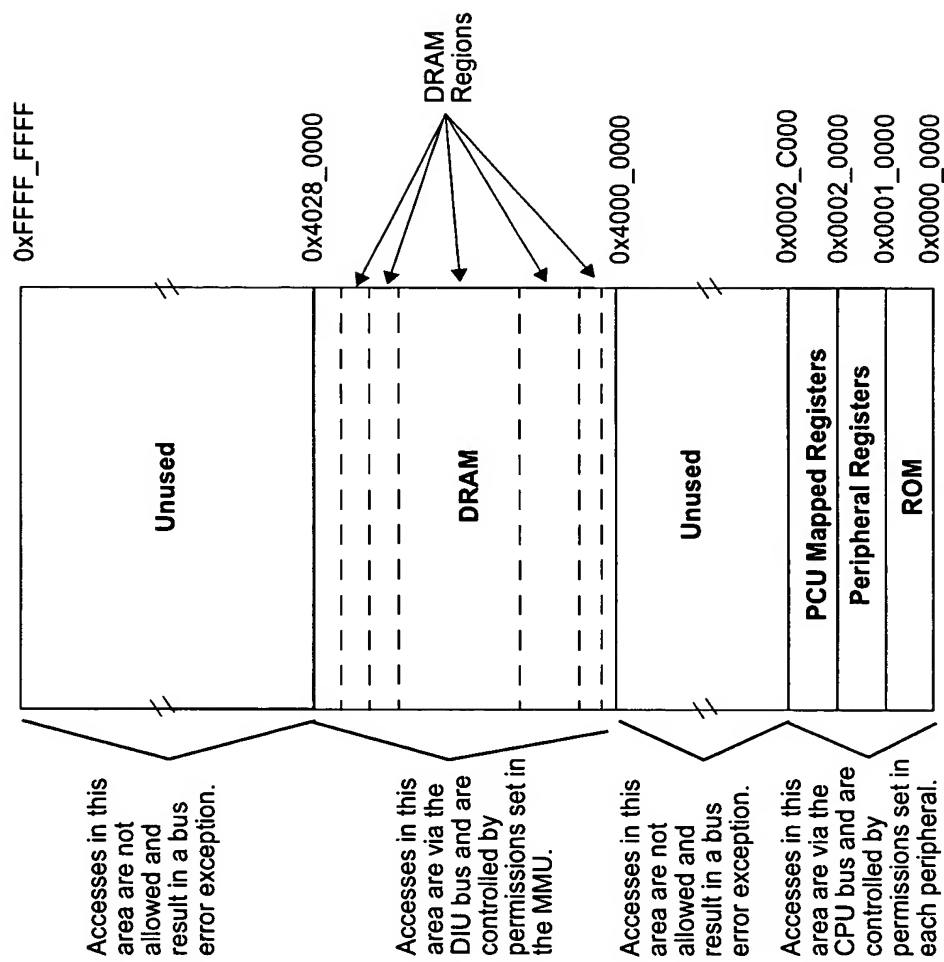 0xFFFF_FFFF
Unused
Accesses in this
area are not
allowed and
result in a bus
error exception.
0x4028_0000
DRAM
Regions
DRAM
Accesses in this
area are via the
DIU bus and are
controlled by
permissions set in
the MMU.
0x4000_0000
Unused
Accesses in this
area are not
allowed and
result in a bus
error exception.
0x0002_C000
PCU Mapped Registers
0x0002_0000
Peripheral Registers
0x0001_0000
ROM
0x0000_0000
Accesses in this
area are via the
CPU bus and are
controlled by
permissions set in
each peripheral.